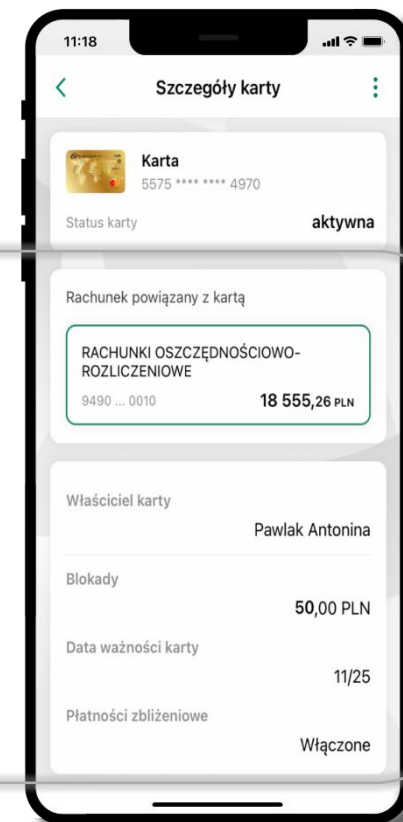 11:18
Szczegóły karty
Karta
5575 **** **** 4970
Status karty
aktywna
Rachunek powiązany z kartą
RACHUNKI OSZCZĘDNOŚCIOWO-
ROZLICZENIOWE
9490 ... 0010
18 555,26 PLN
Właściciel karty
Pawlak Antonina
Blokady
50,00 PLN
Data ważności karty
11/25
Płatności zbliżeniowe
Włączone